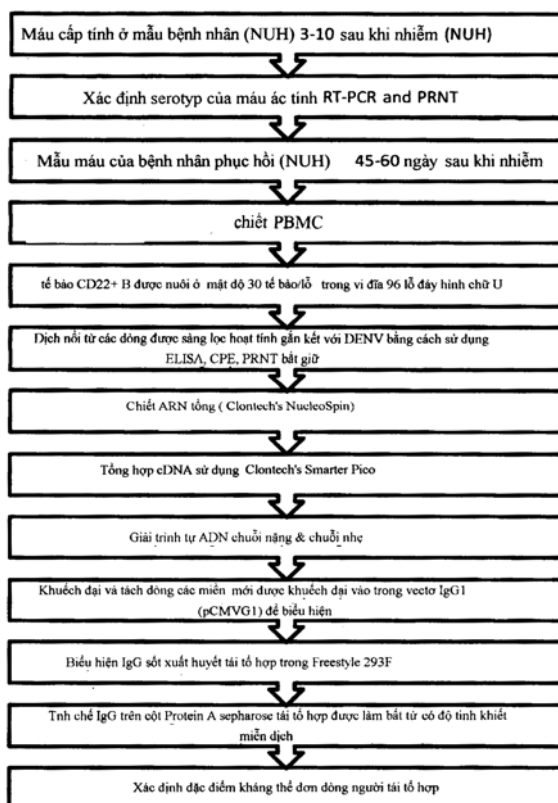 Máu cấp tính ở mẫu bệnh nhân (NUH) 3-10 sau khi nhiễm (NUH)
Xác định serotyp của máu ác tính RT-PCR and PRNT
Mẫu máu của bệnh nhân phục hồi (NUH) 45-60 ngày sau khi nhiễm
chiết PBMC
tế bào CD22+ B được nuôi ở mật độ 30 tế bào/lỗ trong vi đĩa 96 lỗ đáy hình chữ U
Dịch nổi từ các dòng được sàng lọc hoạt tính gắn kết với DENV bằng cách sử dụng
ELISA, CPE, PRNT bắt giữ
Chiết ARN tổng ( Clontech's NucleoSpin)
Tổng hợp cDNA sử dụng Clontech's Smarter Pico
Giải trình tự ADN chuỗi nặng & chuỗi nhẹ
Khuếch đại và tách dòng các miền mới được khuếch đại vào trong vectơ IgG1
(pCMVG1) để biểu hiện
Biểu hiện IgG sốt xuất huyết tái tổ hợp trong Freestyle 293F
Tnh chế IgG trên cột Protein A sepharose tái tổ hợp được làm bất tử có độ tinh khiết
miễn dịch
Xác định đặc điểm kháng thể đơn dòng người tái tổ hợp